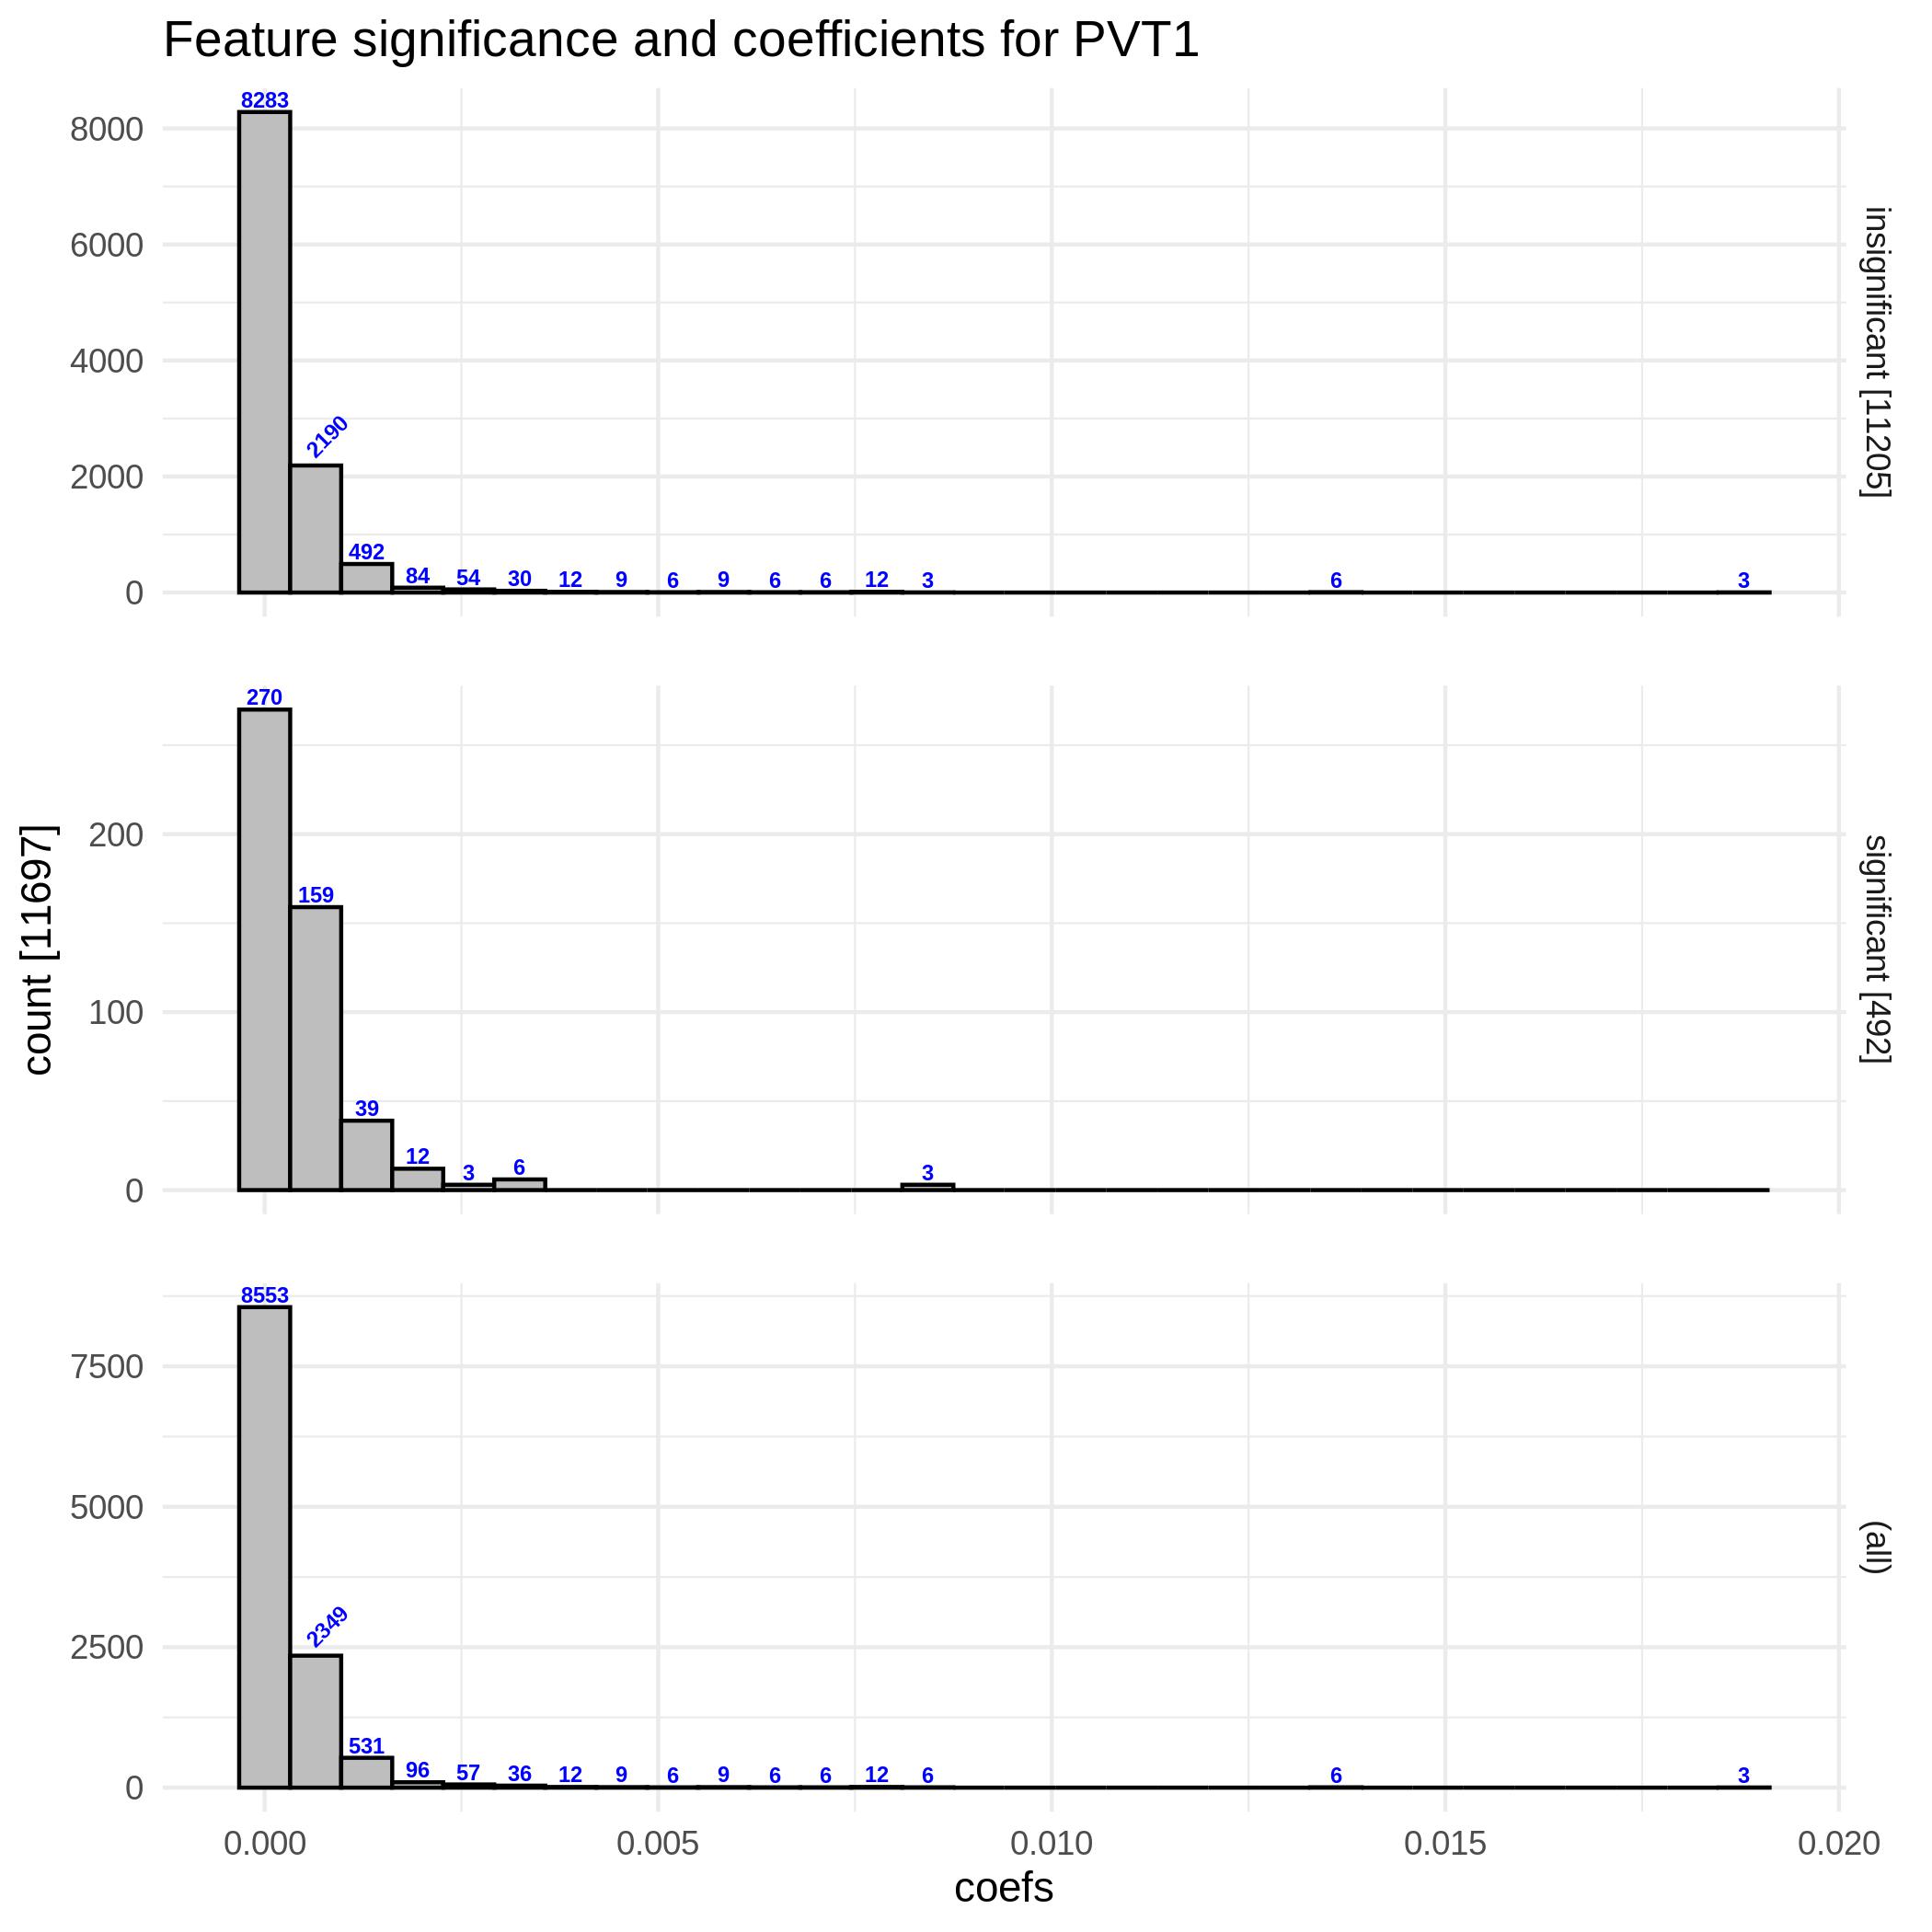 Feature significance and coefficients for PVT1
8283
8000
6000
4000
2190
2000
492
84 54 30 12 9 6 9 6 6 12 3 6 3
0
insignificant [11205]
270
200
159
100
39
12
3
6
3
0
significant [492]
count [11697]
8553
7500
5000
2349
2500
531
96 57 36 12 9 6 9 6 6 12 6 6 3
0
(all)
0.000 0.005 0.010 0.015 0.020
coefs